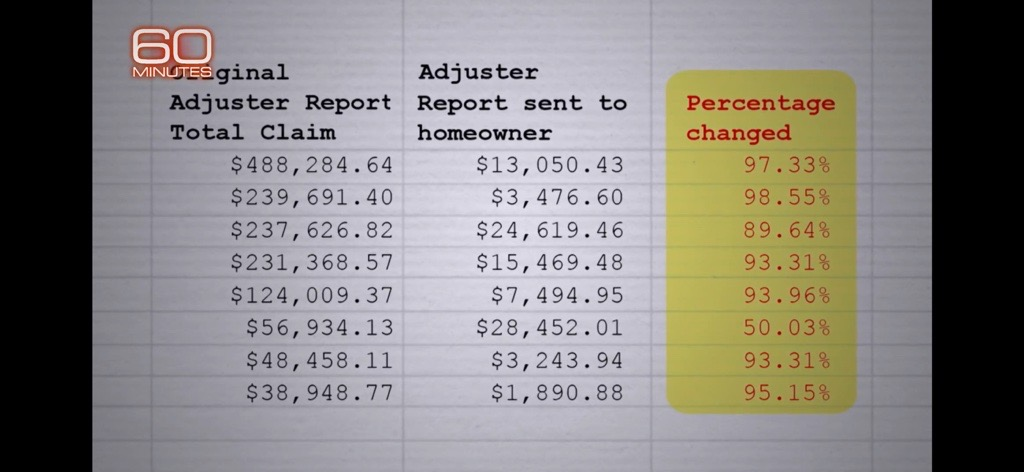 60
MINUTES
Original
Adjuster Report
Total Claim
Adjuster
Report sent to
homeowner
Percentage
changed
$488,284.64 $13,050.43 97.33%
$239,691.40 $3,476.60 98.55%
$237,626.82 $24,619.46 89.64%
$231,368.57 $15,469.48 93.31%
$124,009.37 $7,494.95 93.96%
$56,934.13 $28,452.01 50.03%
$48,458.11 $3,243.94 93.31%
$38,948.77 $1,890.88 95.15%